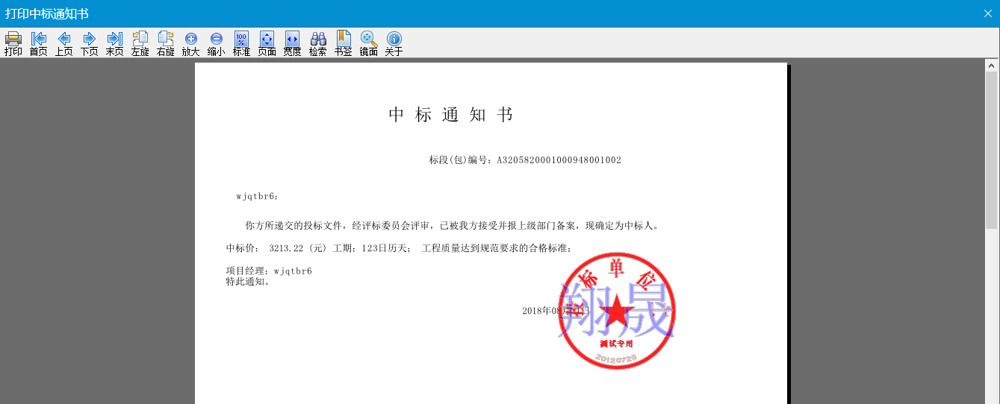 打印中标通知书
打印 首页 上页 下页 末页 左旋 右旋 放大 缩小 标准 页面 宽度 检索 书签 镜面 关于
100
%
中 标 通 知 书
标段(包)编号：A3205820001000948001002
wjqtbr6：
你方所递交的投标文件，经评标委员会评审，已被我方接受并报上级部门备案，现确定为中标人。
中标价： 3213.22 (元) 工期：123日历天； 工程质量达到规范要求的合格标准；
项目经理：wjqtbr6
特此通知。
2018年08月
标单位
翔晟
测试专用
20120725